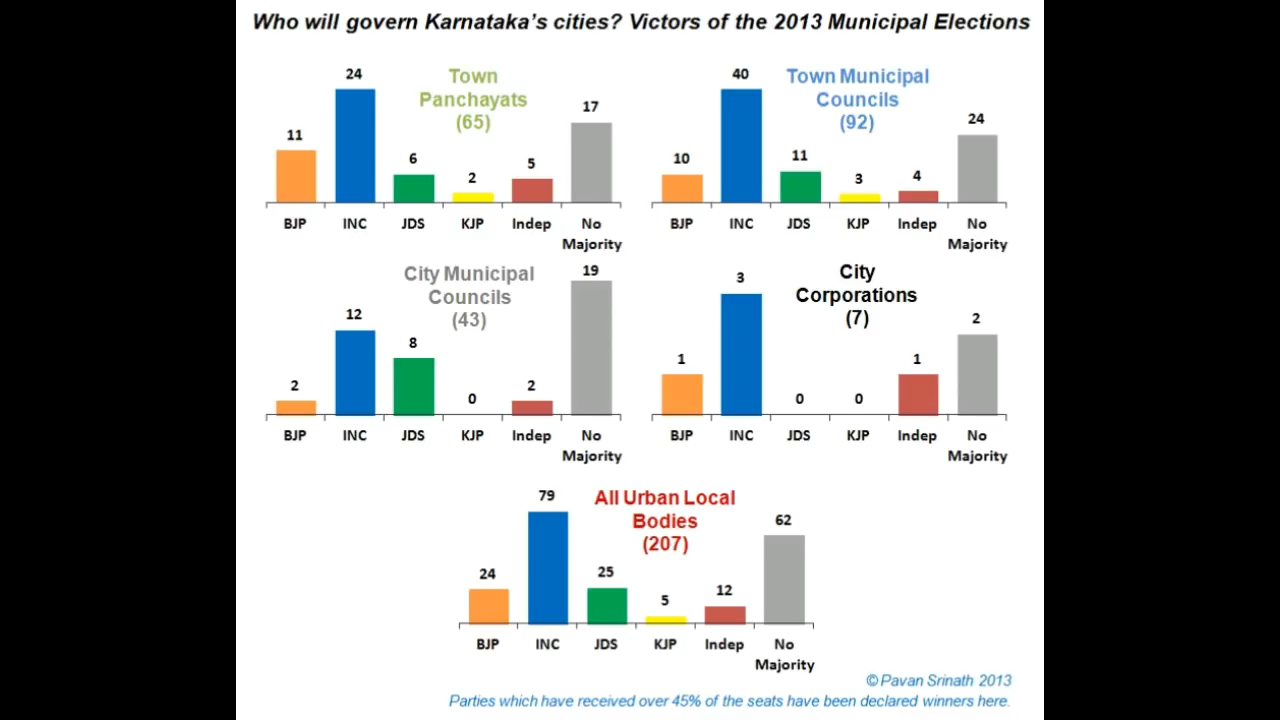 Who will govern Karnataka's cities? Victors of the 2013 Municipal Elections
Town
Panchayats
(65)
11
24
6
2
5
17
BJP INC JDS KJP Indep No
Majority
Town Municipal
Councils
(92)
10
40
11
3
4
24
BJP INC JDS KJP Indep No
Majority
City Municipal
Councils
(43)
2
12
8
0
2
19
BJP INC JDS KJP Indep No
Majority
City
Corporations
(7)
1
3
0
0
1
2
BJP INC JDS KJP Indep No
Majority
All Urban Local
Bodies
(207)
24
79
25
5
12
62
BJP INC JDS KJP Indep No
Majority
© Pavan Srinath 2013
Parties which have received over 45% of the seats have been declared winners here.